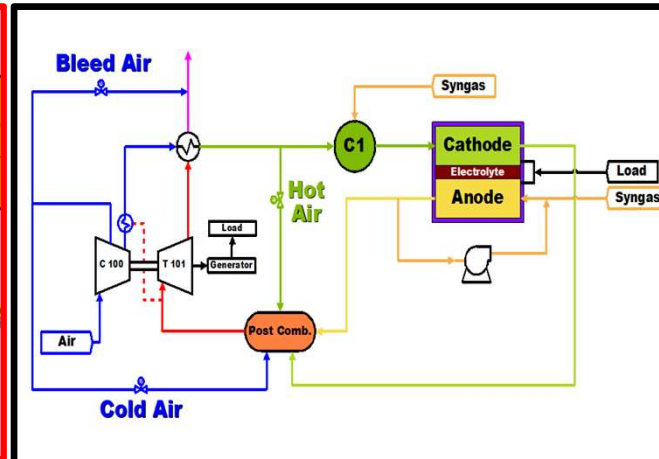 Bleed Air
Syngas
C1
Cathode
Electrolyte
Anode
Load
Syngas
Hot
Air
Load
Generator
C 100
T 101
Air
Post Comb.
Cold Air